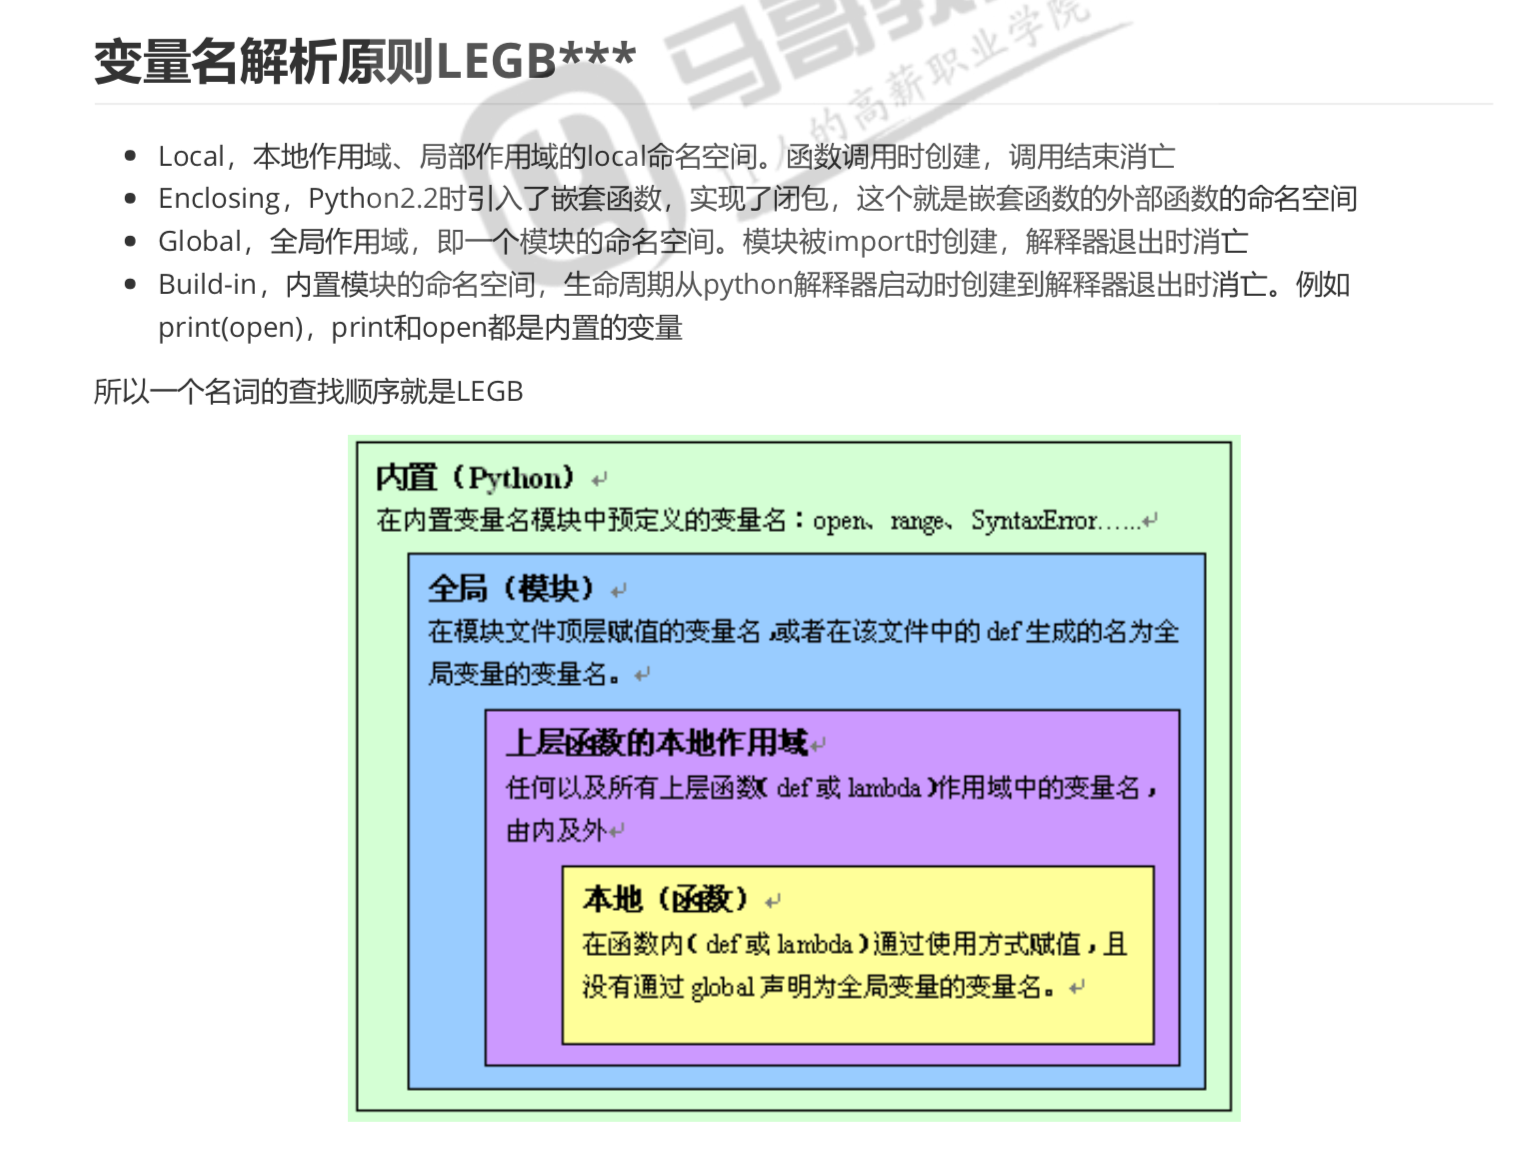 变量名解析原则LEGB***
Local，本地作用域、局部作用域的local命名空间。函数调用时创建，调用结束消亡
Enclosing，Python2.2时引入了嵌套函数，实现了闭包，这个就是嵌套函数的外部函数的命名空间
Global，全局作用域，即一个模块的命名空间。模块被import时创建，解释器退出时消亡
Build-in，内置模块的命名空间，生命周期从python解释器启动时创建到解释器退出时消亡。例如
print(open)，print和open都是内置的变量
所以一个名词的查找顺序就是LEGB
内置（Python）
在内置变量名模块中预定义的变量名：open、range、SyntaxError……
全局（模块）
在模块文件顶层赋值的变量名，或者在该文件中的 def 生成的名为全
局变量的变量名。
上层函数的本地作用域
任何以及所有上层函数（def 或 lambda）作用域中的变量名，
由内及外
本地（函数）
在函数内（def 或 lambda）通过使用方式赋值，且
没有通过 global 声明为全局变量的变量名。
人的高薪职业学院